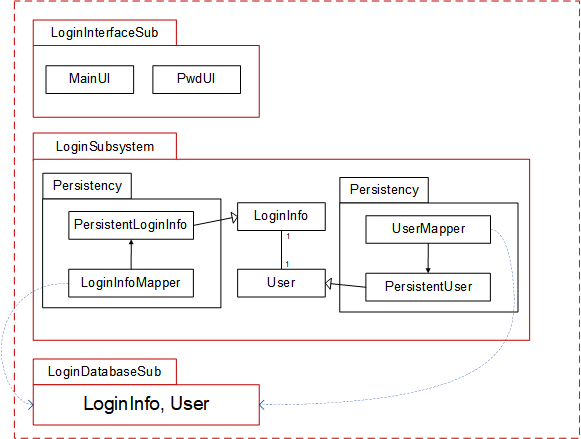 LoginInterfaceSub
MainUI
PwdUI
LoginSubsystem
Persistency
PersistentLoginInfo
LoginInfoMapper
LoginInfo
1
1
User
Persistency
UserMapper
PersistentUser
LoginDatabaseSub
LoginInfo, User